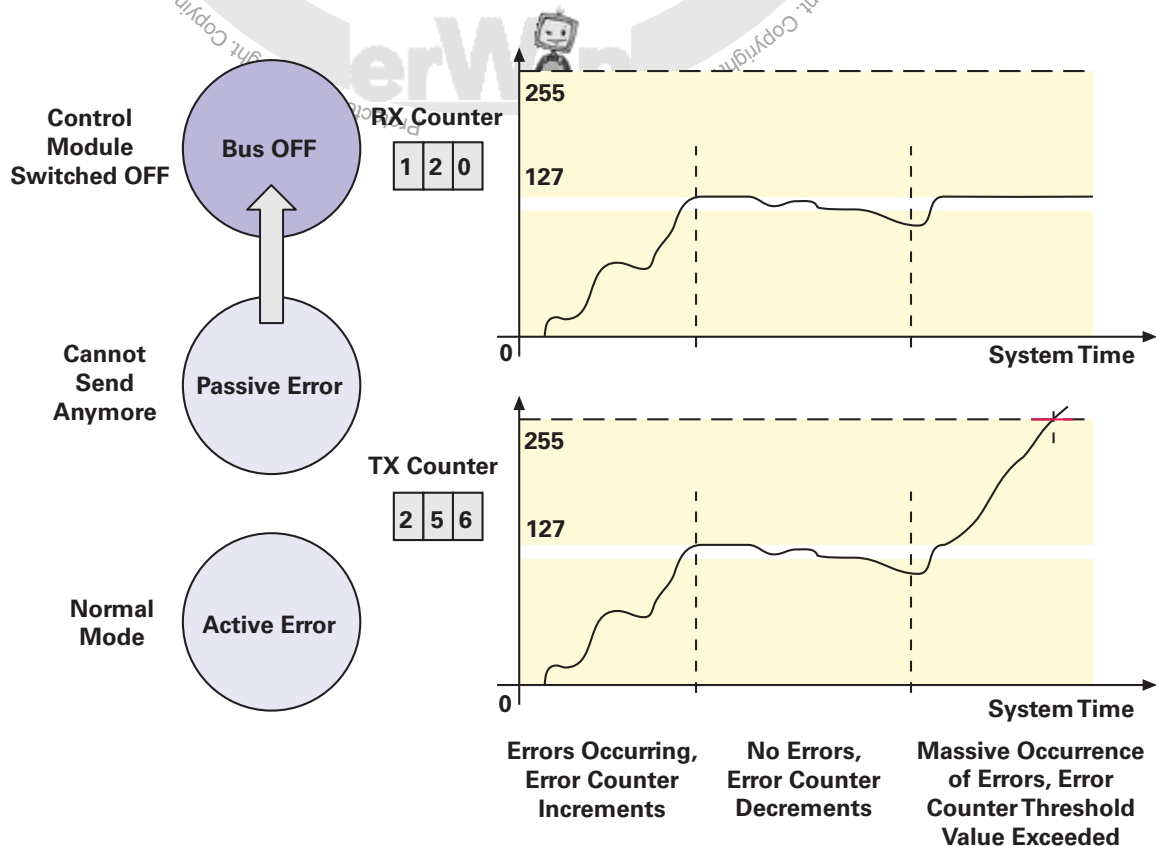 Control
Module
Switched OFF
Bus OFF
RX Counter
1 2 0
255
127
0
System Time
Cannot
Send
Anymore
Passive Error
TX Counter
2 5 6
255
127
0
System Time
Normal
Mode
Active Error
Errors Occurring,
Error Counter
Increments
No Errors,
Error Counter
Decrements
Massive Occurrence
of Errors, Error
Counter Threshold
Value Exceeded